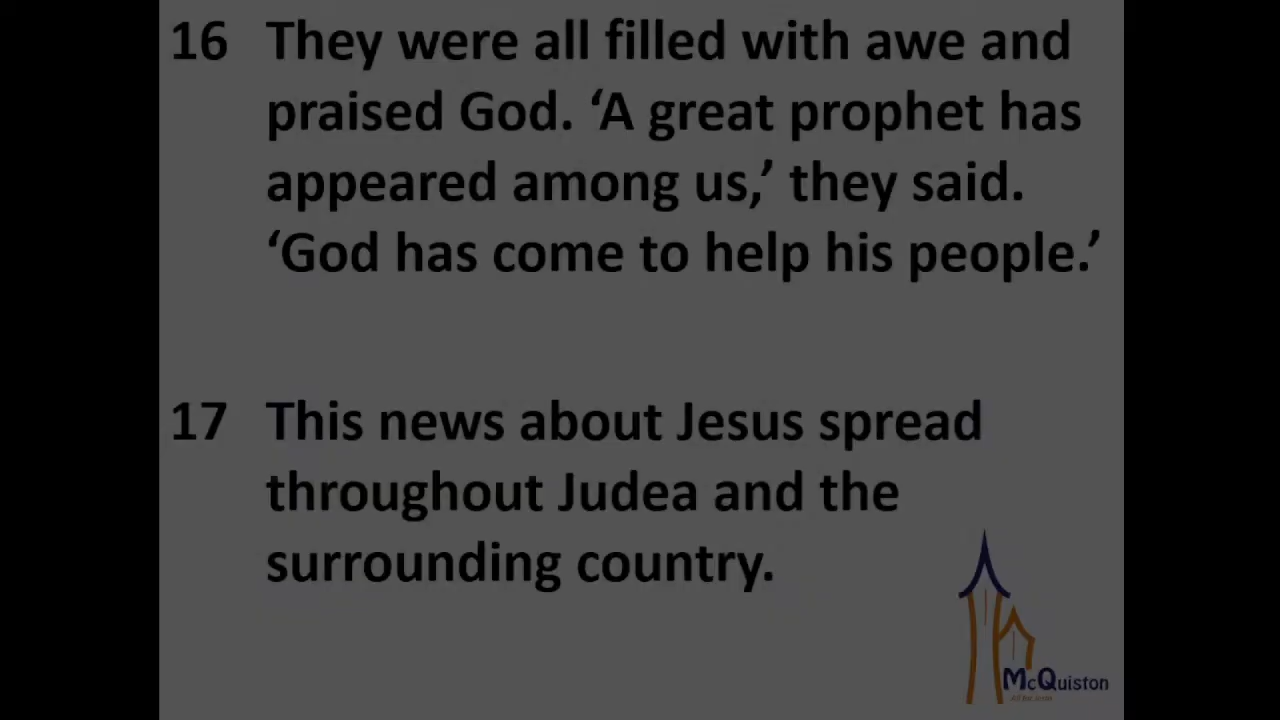 16 They were all filled with awe and
praised God. ‘A great prophet has
appeared among us,’ they said.
‘God has come to help his people.’
17 This news about Jesus spread
throughout Judea and the
surrounding country.
McQuiston